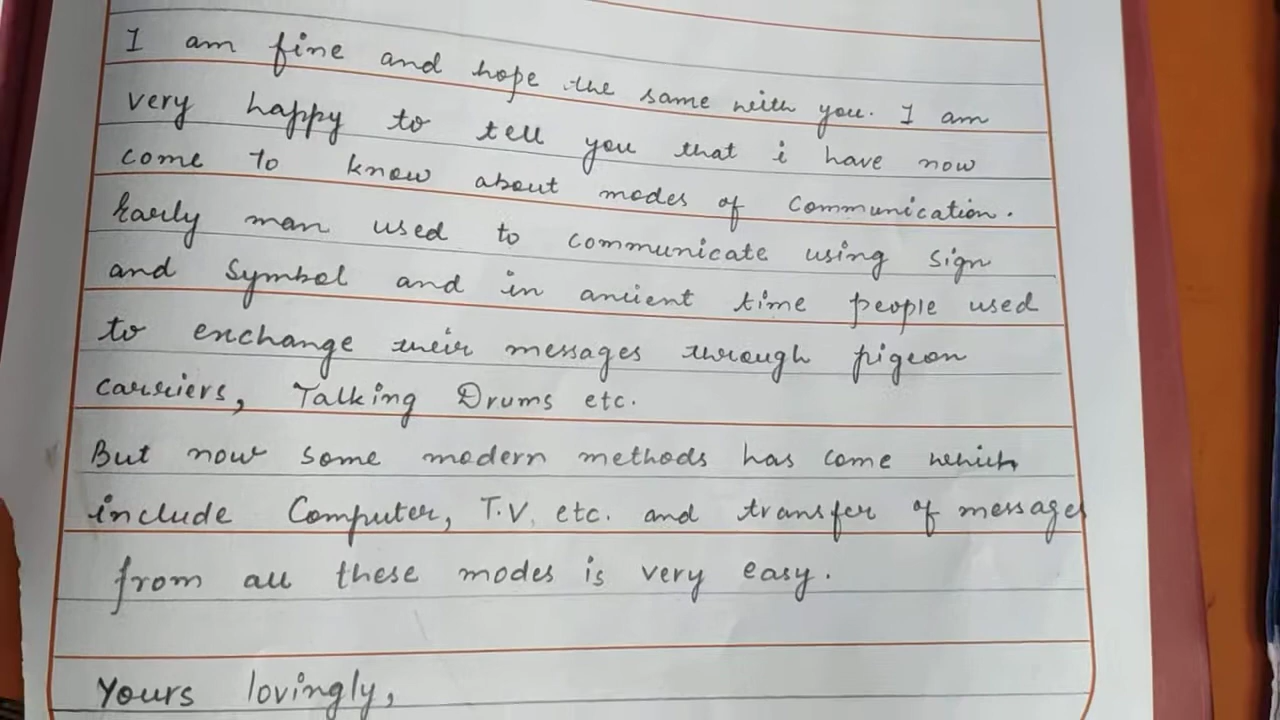 I am fine and hope the same with you. I am
very happy to tell you that i have now
come to know about modes of communication.
Early man used to communicate using sign
and Symbol and in ancient time people used
to enchange their messages through pigeon
carriers, Talking Drums etc.
But now some modern methods has come which
include Computer, T.V. etc. and transfer of messages
from all these modes is very easy.
Yours lovingly,